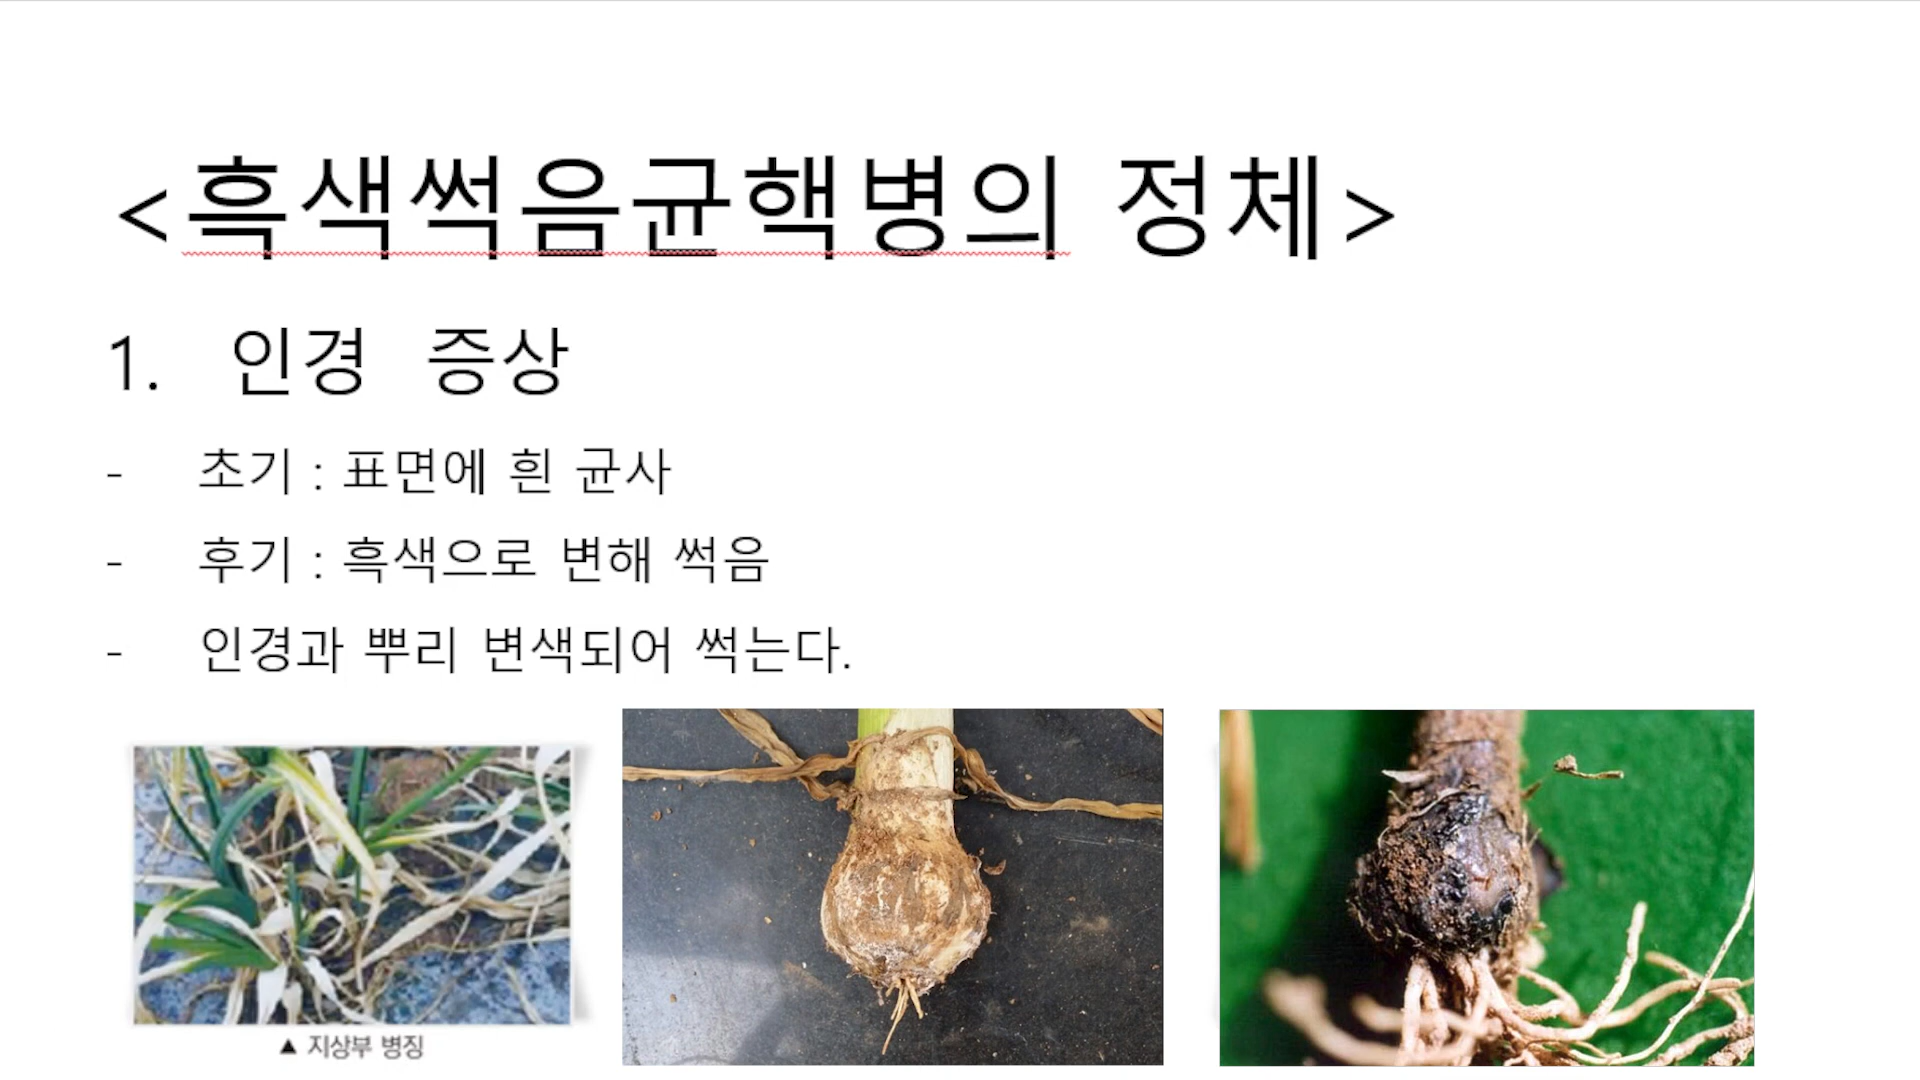 <흑색썩음균핵병의 정체>
1. 인경 증상
- 초기 : 표면에 흰 균사
- 후기 : 흑색으로 변해 썩음
- 인경과 뿌리 변색되어 썩는다.
▲ 지상부 병징